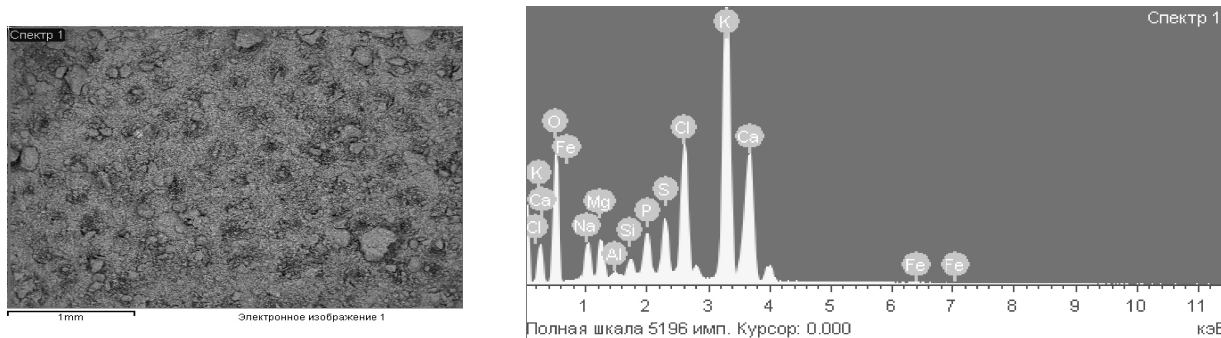 Спектр 1
1mm
Электронное изображение 1
Спектр 1
K
O
Fe
Cl
Ca
K
Ca
Cl
Na
Mg
Al
Si
P
S
Fe
Fe
1 2 3 4 5 6 7 8 9 10 11
Полная шкала 5196 имп. Курсор: 0.000
кэВ